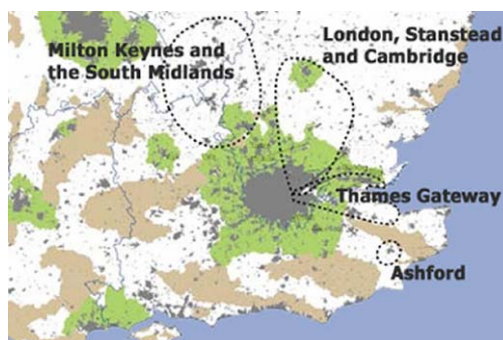 Milton Keynes and
the South Midlands
London, Stanstead
and Cambridge
Thames Gateway
Ashford